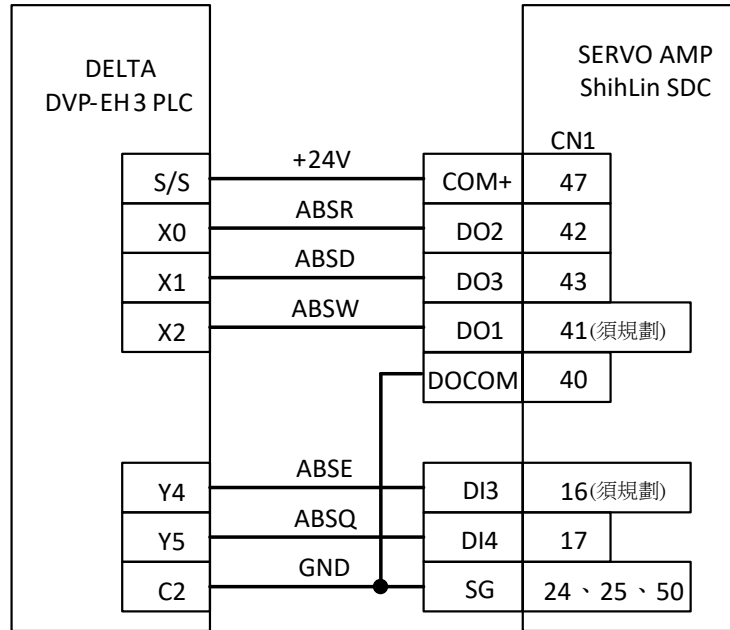 DELTA
DVP-EH3 PLC
SERVO AMP
ShihLin SDC
CN1
S/S +24V COM+ 47
X0 ABSR DO2 42
X1 ABSD DO3 43
X2 ABSW DO1 41(須規劃)
DOCOM 40
Y4 ABSE DI3 16(須規劃)
Y5 ABSQ DI4 17
C2 GND SG 24、25、50